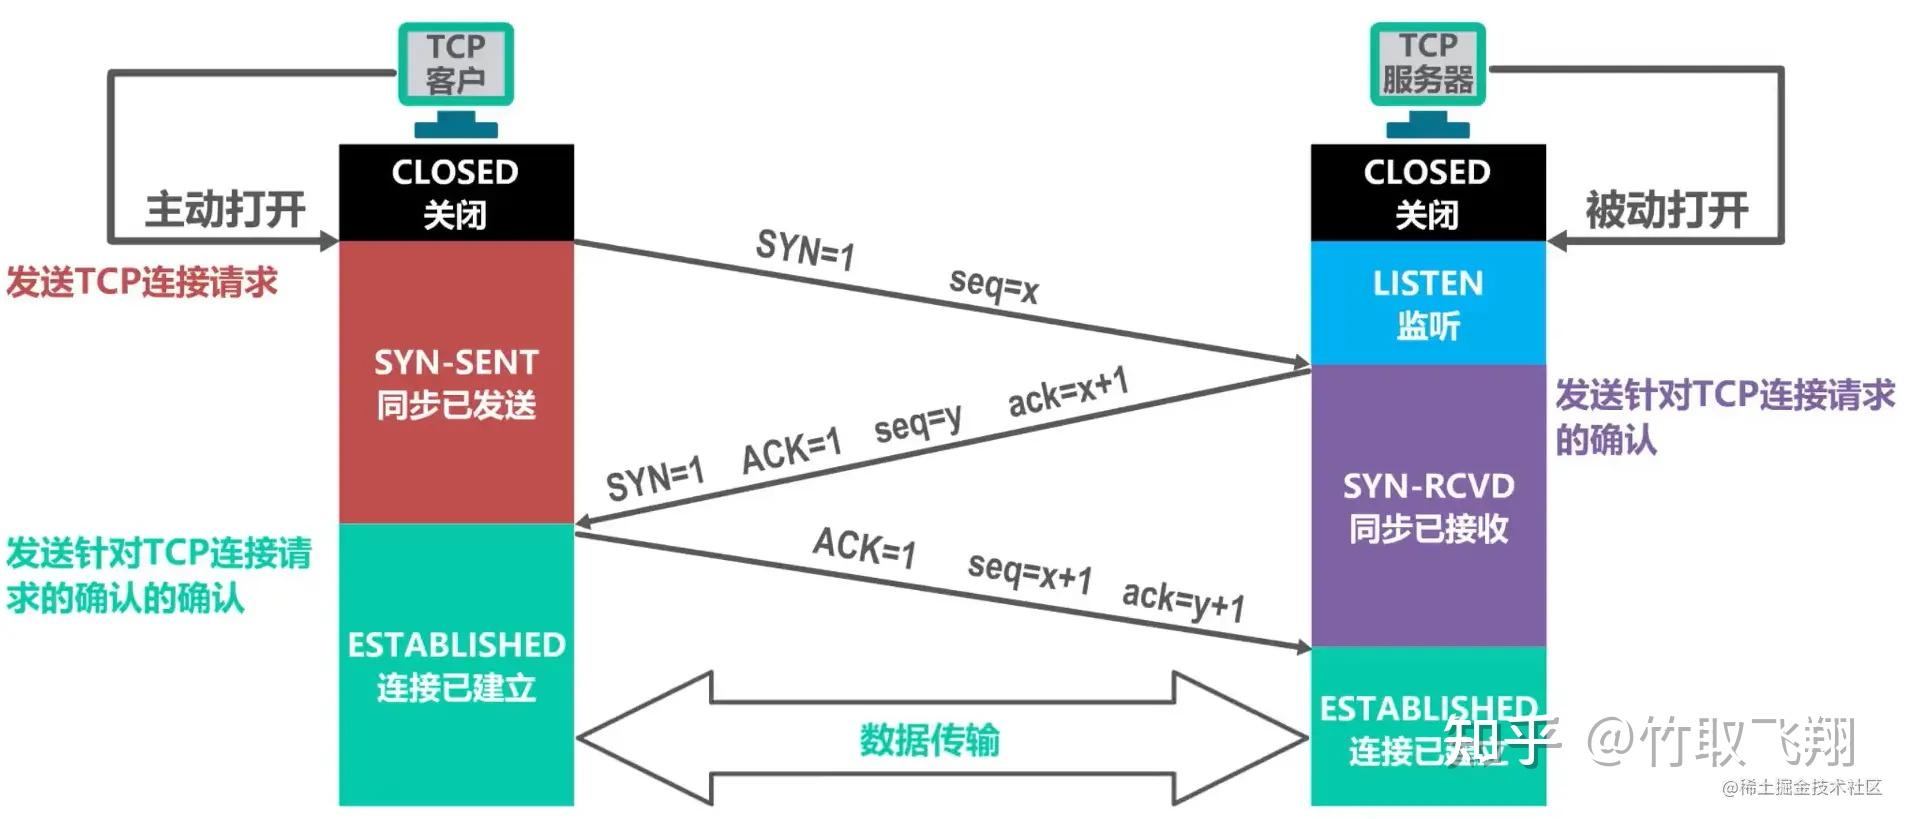 TCP
客户
TCP
服务器
CLOSED
关闭
CLOSED
关闭
主动打开
被动打开
发送TCP连接请求
SYN=1 seq=x
LISTEN
监听
SYN-SENT
同步已发送
SYN=1 ACK=1 seq=y ack=x+1
发送针对TCP连接请求
的确认
SYN-RCVD
同步已接收
发送针对TCP连接请
求的确认的确认
ACK=1 seq=x+1 ack=y+1
ESTABLISHED
连接已建立
数据传输
ESTABLISHED
连接已建立
知乎 @竹取飞翔
@稀土掘金技术社区